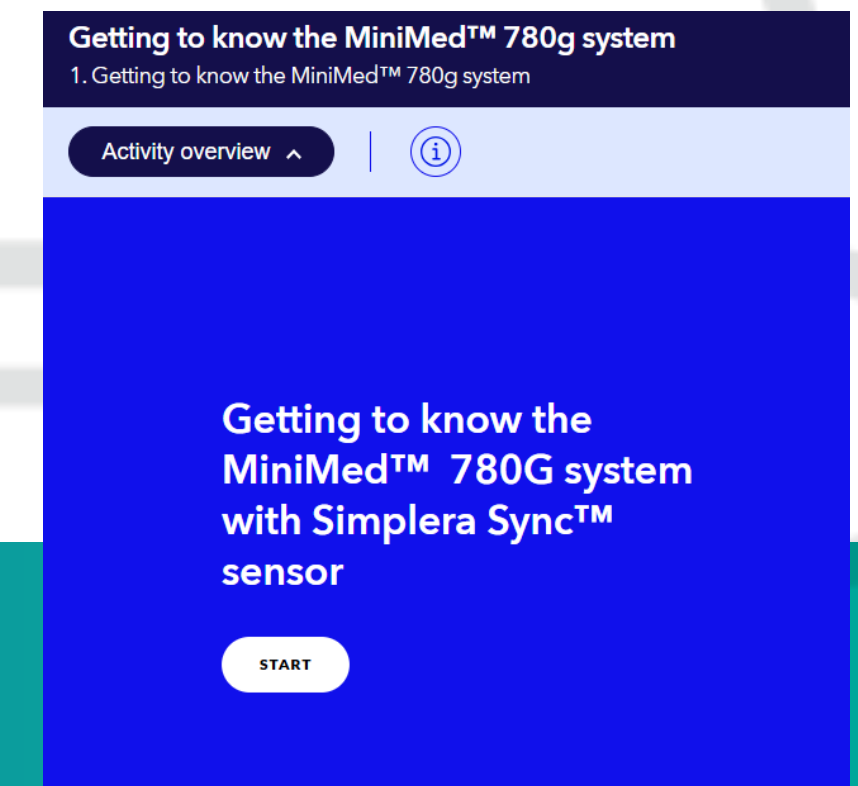 Getting to know the MiniMed™ 780g system
1. Getting to know the MiniMed™ 780g system
Activity overview
i
Getting to know the
MiniMed™ 780G system
with Simplera Sync™
sensor
START